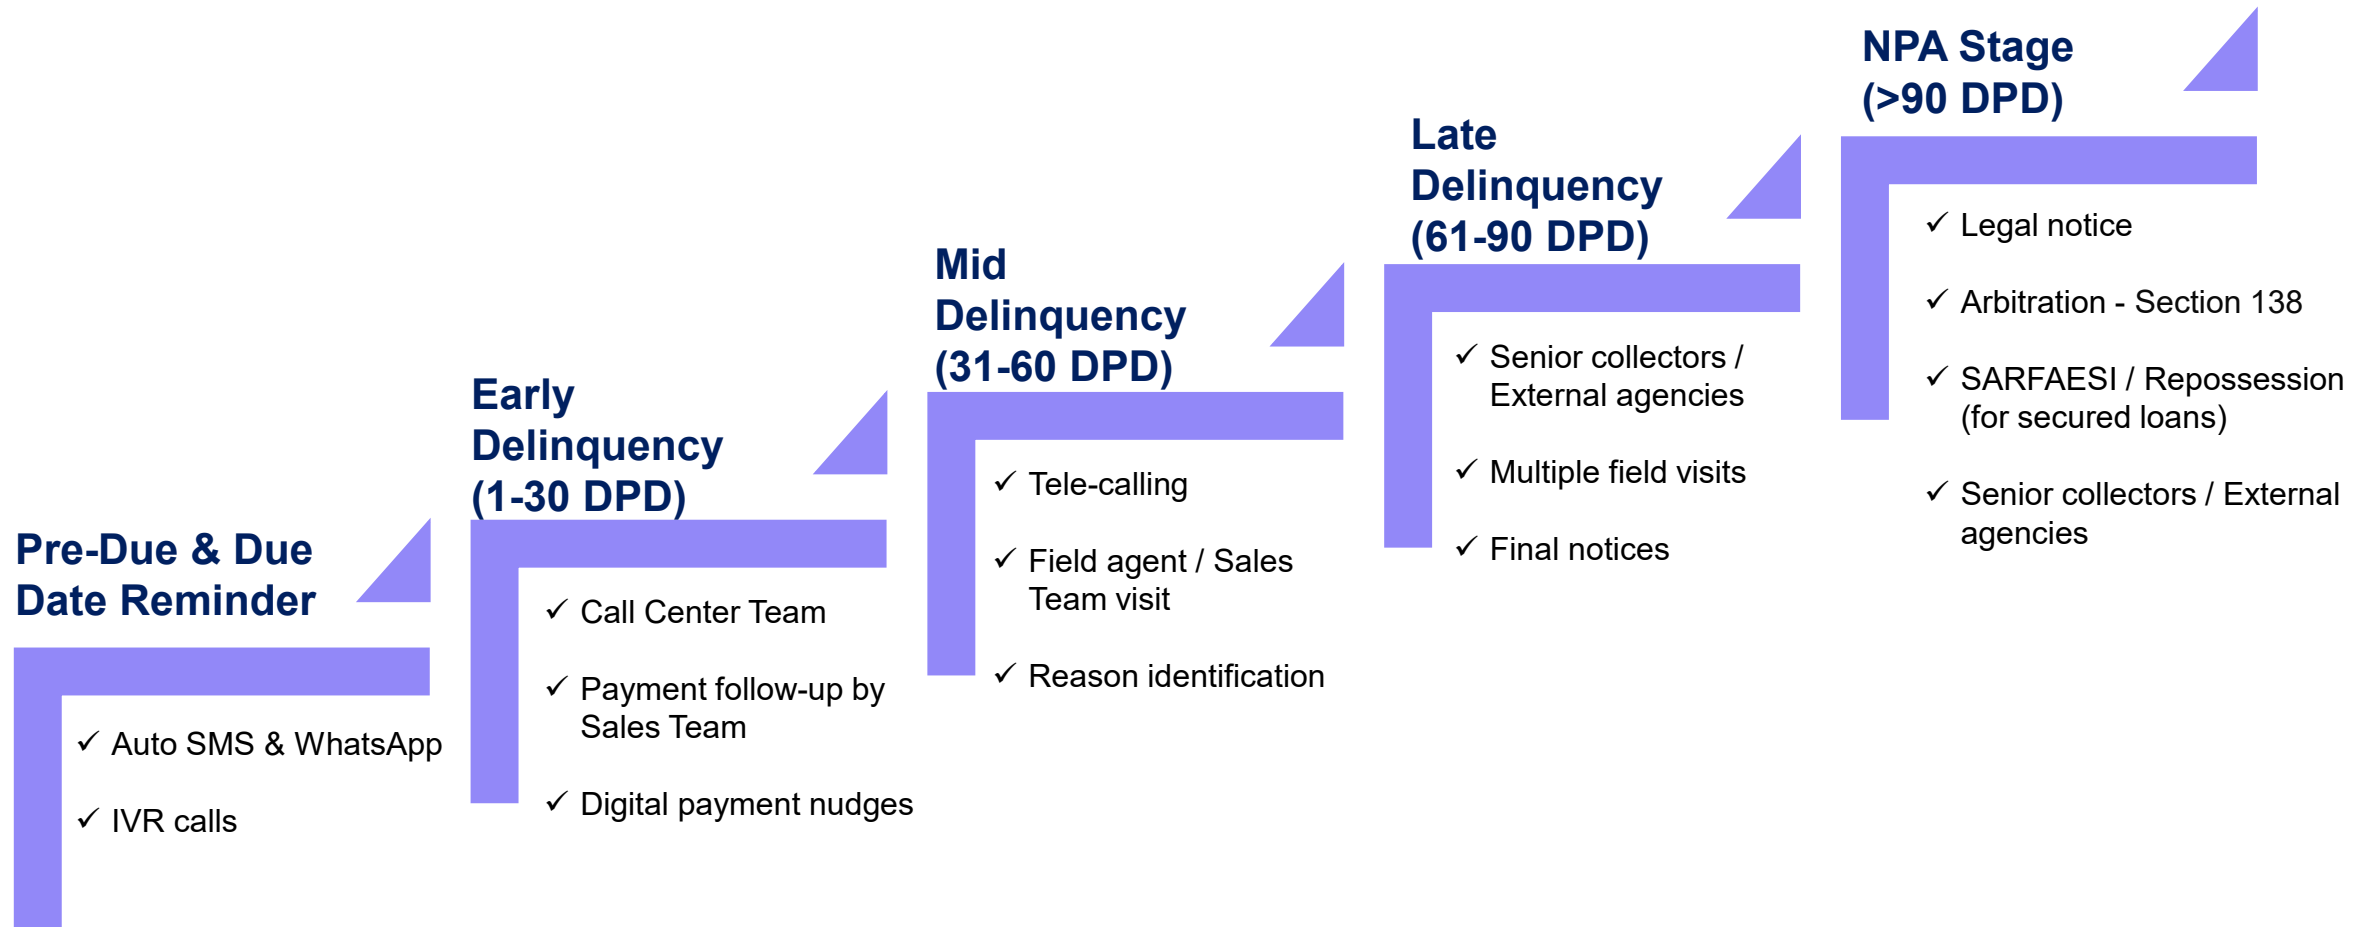 Pre-Due & Due
Date Reminder
✓ Auto SMS & WhatsApp
✓ IVR calls
Early
Delinquency
(1-30 DPD)
✓ Call Center Team
✓ Payment follow-up by
Sales Team
✓ Digital payment nudges
Mid
Delinquency
(31-60 DPD)
✓ Tele-calling
✓ Field agent / Sales
Team visit
✓ Reason identification
Late
Delinquency
(61-90 DPD)
✓ Senior collectors /
External agencies
✓ Multiple field visits
✓ Final notices
NPA Stage
(>90 DPD)
✓ Legal notice
✓ Arbitration - Section 138
✓ SARFAESI / Repossession
(for secured loans)
✓ Senior collectors / External
agencies